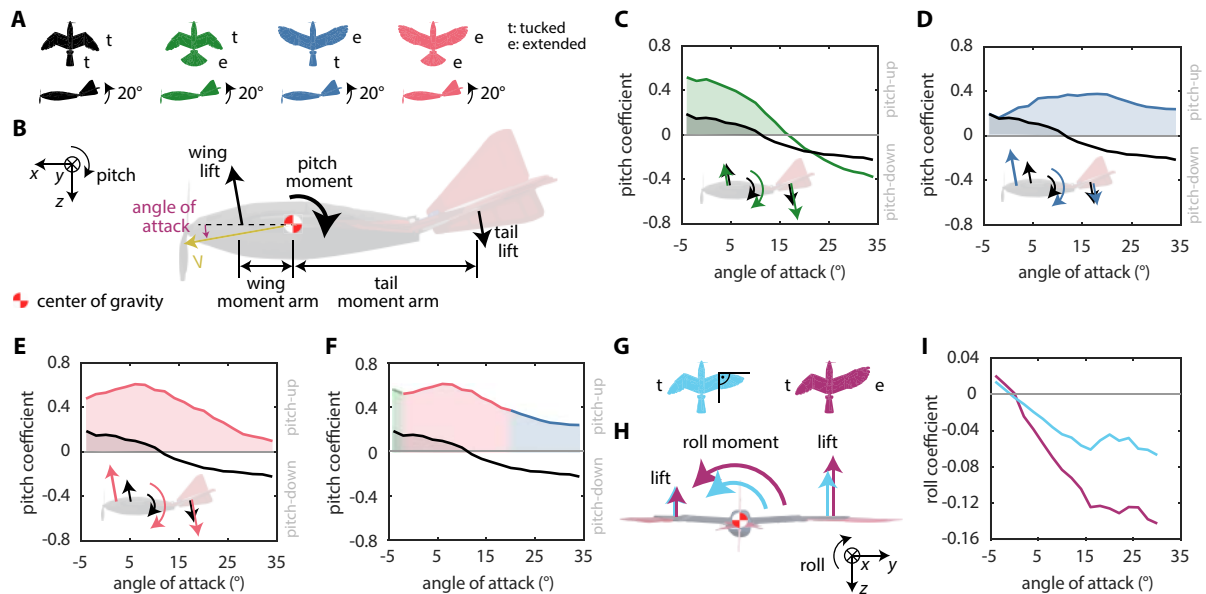 A
t
t
t
e
e
t
e
e
t: tucked
e: extended
20°
20°
20°
20°
B
x
y
z
pitch
wing
lift
pitch
moment
angle of
attack
V
tail
lift
wing
moment arm
tail
moment arm
center of gravity
C
0.8
0.4
0
-0.4
-0.8
pitch coefficient
pitch-up
pitch-down
-5
5
15
25
35
angle of attack (°)
D
0.8
0.4
0
-0.4
-0.8
pitch coefficient
pitch-up
pitch-down
-5
5
15
25
35
angle of attack (°)
E
0.8
0.4
0
-0.4
-0.8
pitch coefficient
pitch-up
pitch-down
-5
5
15
25
35
angle of attack (°)
F
0.8
0.4
0
-0.4
-0.8
pitch coefficient
pitch-up
pitch-down
-5
5
15
25
35
angle of attack (°)
G
t
t
e
H
roll moment
lift
lift
roll
x
y
z
I
0.04
0
-0.04
-0.08
-0.12
-0.16
roll coefficient
-5
5
15
25
35
angle of attack (°)